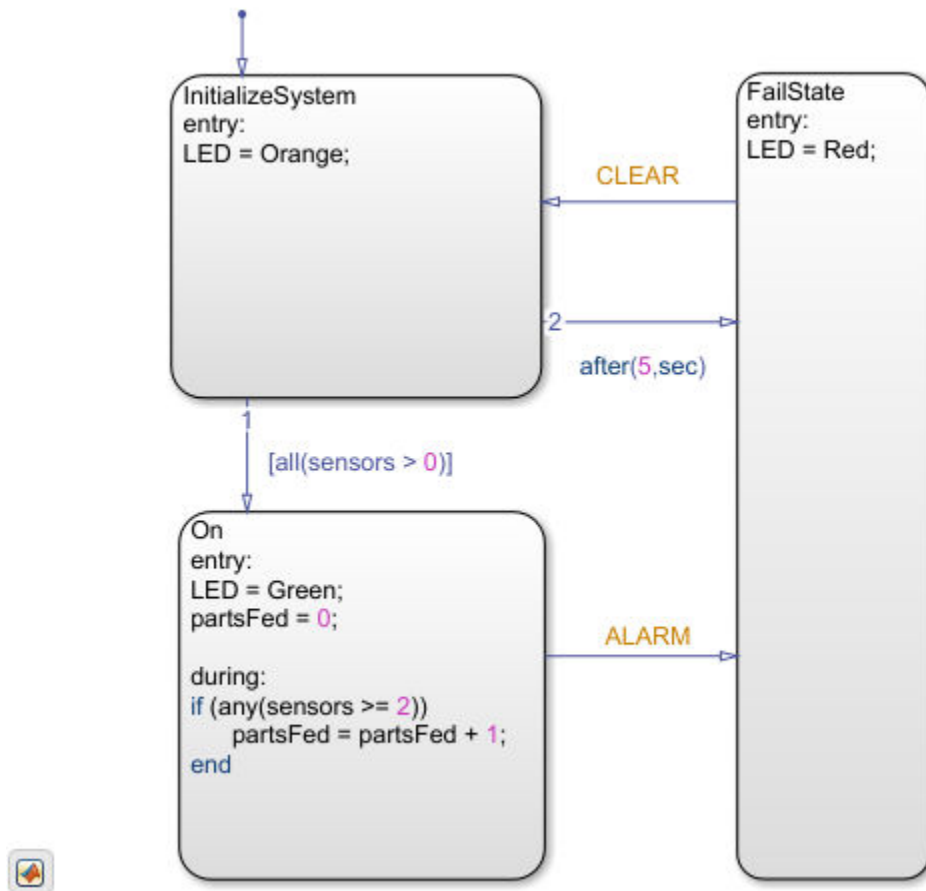 InitializeSystem
entry:
LED = Orange;
FailState
entry:
LED = Red;
CLEAR
2
after(5,sec)
1
[all(sensors > 0)]
On
entry:
LED = Green;
partsFed = 0;
during:
if (any(sensors >= 2))
partsFed = partsFed + 1;
end
ALARM